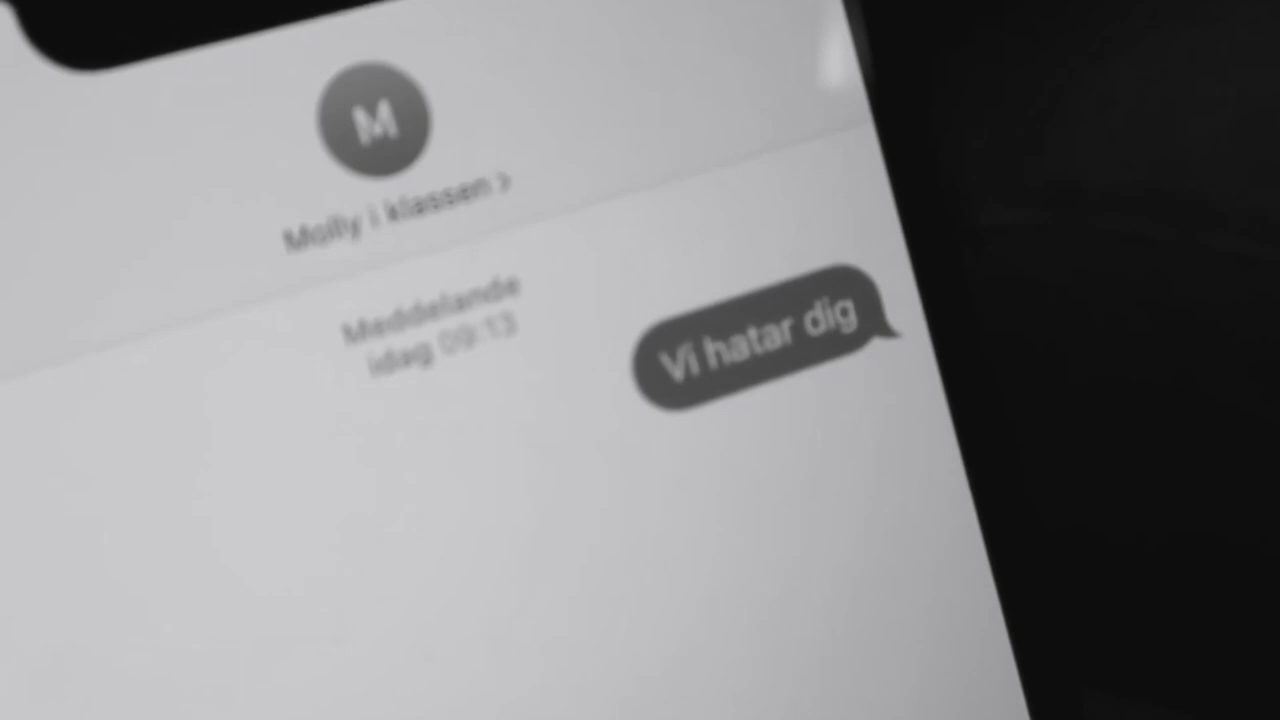 M
Molly i klassen >
Meddelande
idag 09:13
Vi hatar dig